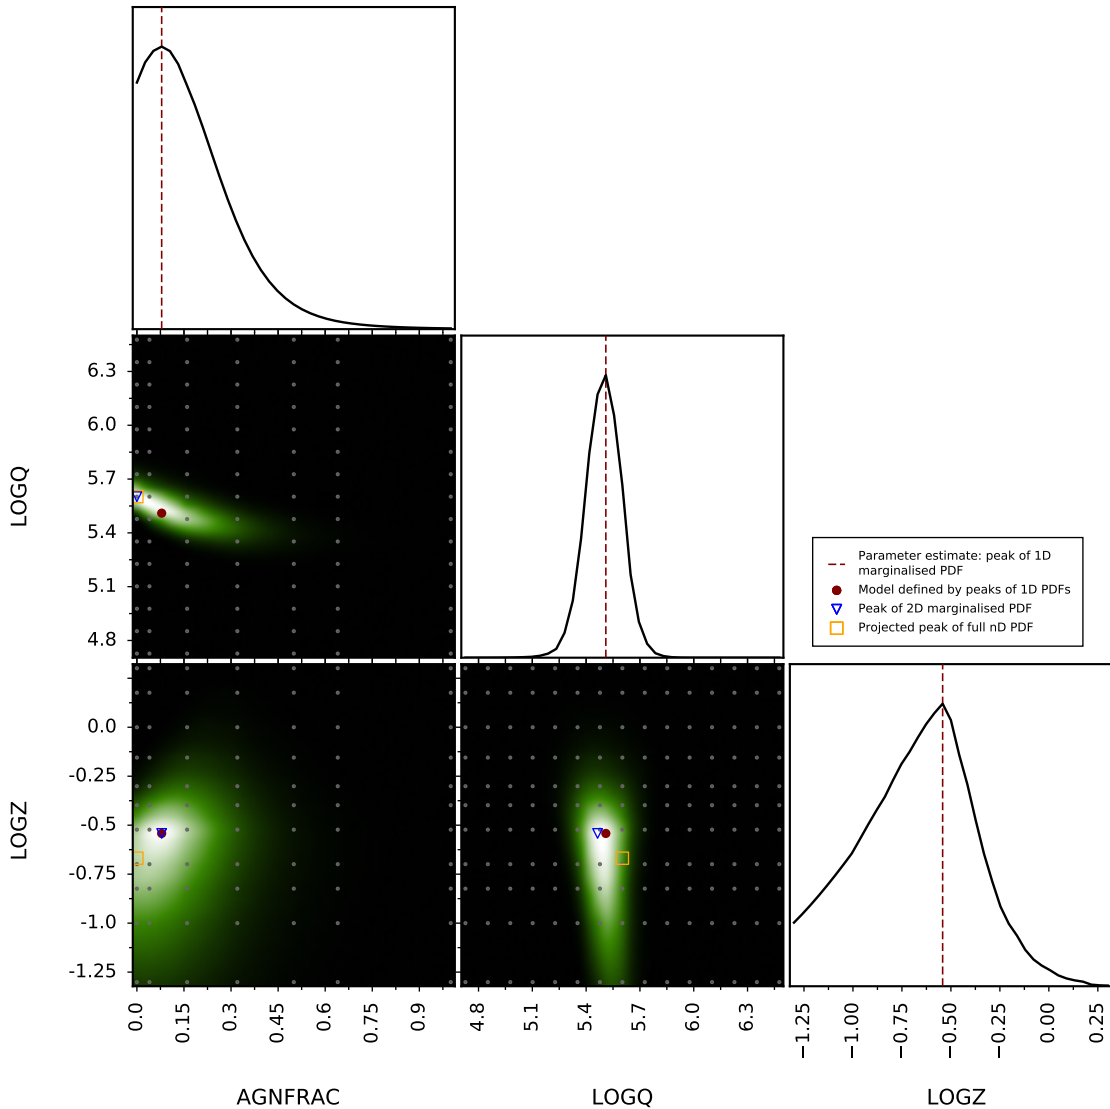 LOGQ
6.3
6.0
5.7
5.4
5.1
4.8
Parameter estimate: peak of 1D
marginalised PDF
Model defined by peaks of 1D PDFs
Peak of 2D marginalised PDF
Projected peak of full nD PDF
LOGZ
0.0
-0.25
-0.5
-0.75
-1.0
-1.25
0.0 0.15 0.3 0.45 0.6 0.75 0.9
4.8 5.1 5.4 5.7 6.0 6.3
−1.25 −1.00 −0.75 −0.50 −0.25 0.00 0.25
AGNFRAC LOGQ LOGZ